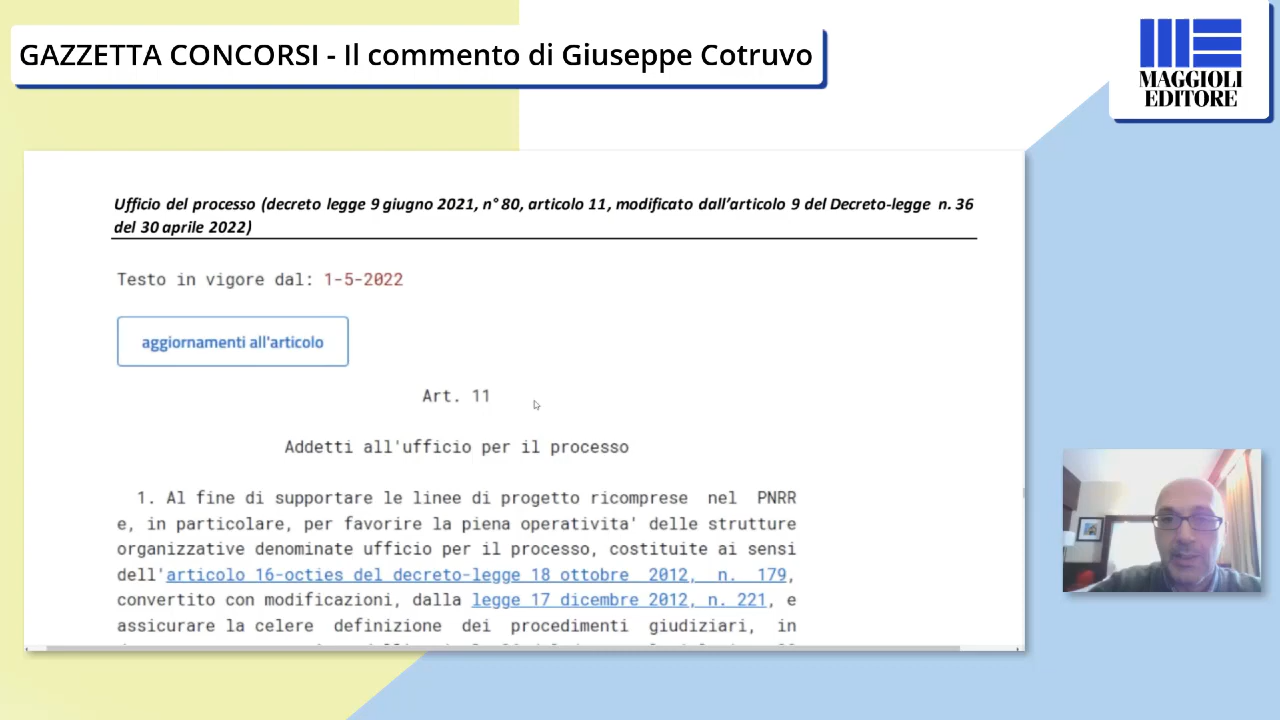 GAZZETTA CONCORSI - Il commento di Giuseppe Cotruvo
MAGGIOLI
EDITORE
Ufficio del processo (decreto legge 9 giugno 2021, n° 80, articolo 11, modificato dall’articolo 9 del Decreto-legge n. 36
del 30 aprile 2022)
Testo in vigore dal: 1-5-2022
aggiornamenti all'articolo
Art. 11
Addetti all'ufficio per il processo
1. Al fine di supportare le linee di progetto ricomprese nel PNRR
e, in particolare, per favorire la piena operativita' delle strutture
organizzative denominate ufficio per il processo, costituite ai sensi
dell'articolo 16-octies del decreto-legge 18 ottobre 2012, n. 179,
convertito con modificazioni, dalla legge 17 dicembre 2012, n. 221, e
assicurare la celere definizione dei procedimenti giudiziari, in